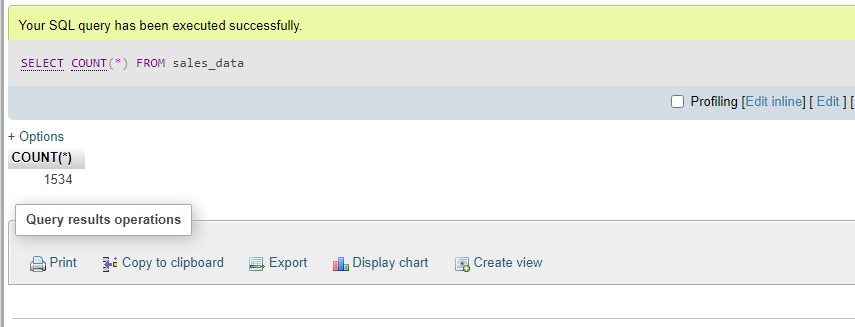 Your SQL query has been executed successfully.
SELECT COUNT(*) FROM sales_data
Profiling [Edit inline] [ Edit ] [
+ Options
COUNT(*)
1534
Query results operations
Print Copy to clipboard Export Display chart Create view